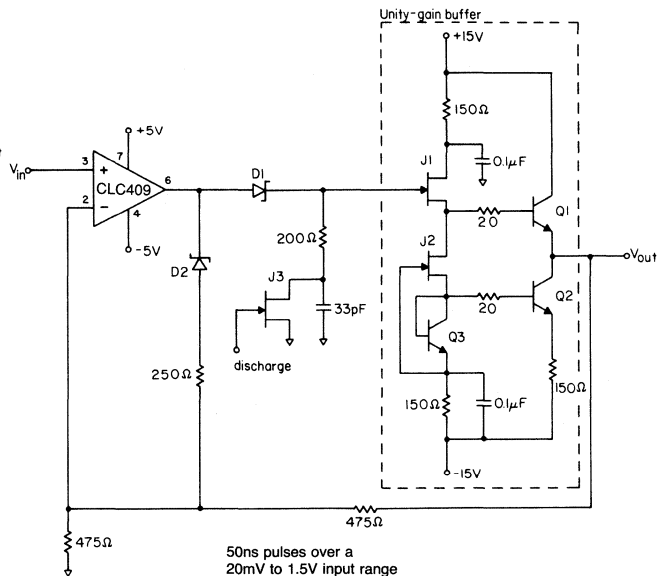 Unity-gain buffer
+15V
150Ω
0.1µF
J1
+5V
Vin
3
+
7
CLC409
6
2
−
4
-5V
D1
D2
200Ω
J3
33pF
discharge
250Ω
20
Q1
J2
Vout
20
Q2
Q3
150Ω
0.1µF
150Ω
-15V
475Ω
475Ω
50ns pulses over a
20mV to 1.5V input range